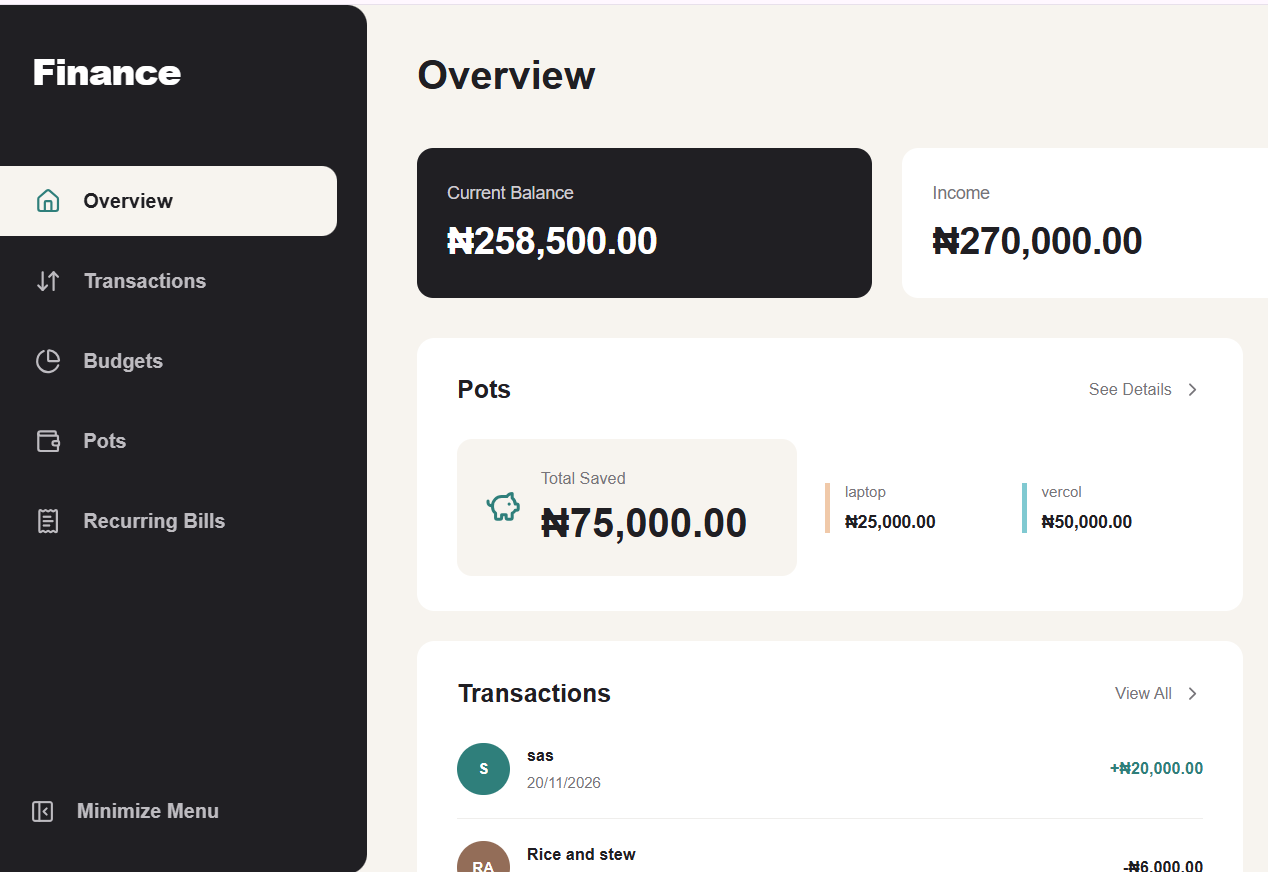 Finance
Overview
Transactions
Budgets
Pots
Recurring Bills
Minimize Menu
Overview
Current Balance
₦258,500.00
Income
₦270,000.00
Pots
See Details
Total Saved
₦75,000.00
laptop
₦25,000.00
vercol
₦50,000.00
Transactions
View All
S
sas
20/11/2026
+₦20,000.00
RA
Rice and stew
-₦6,000.00